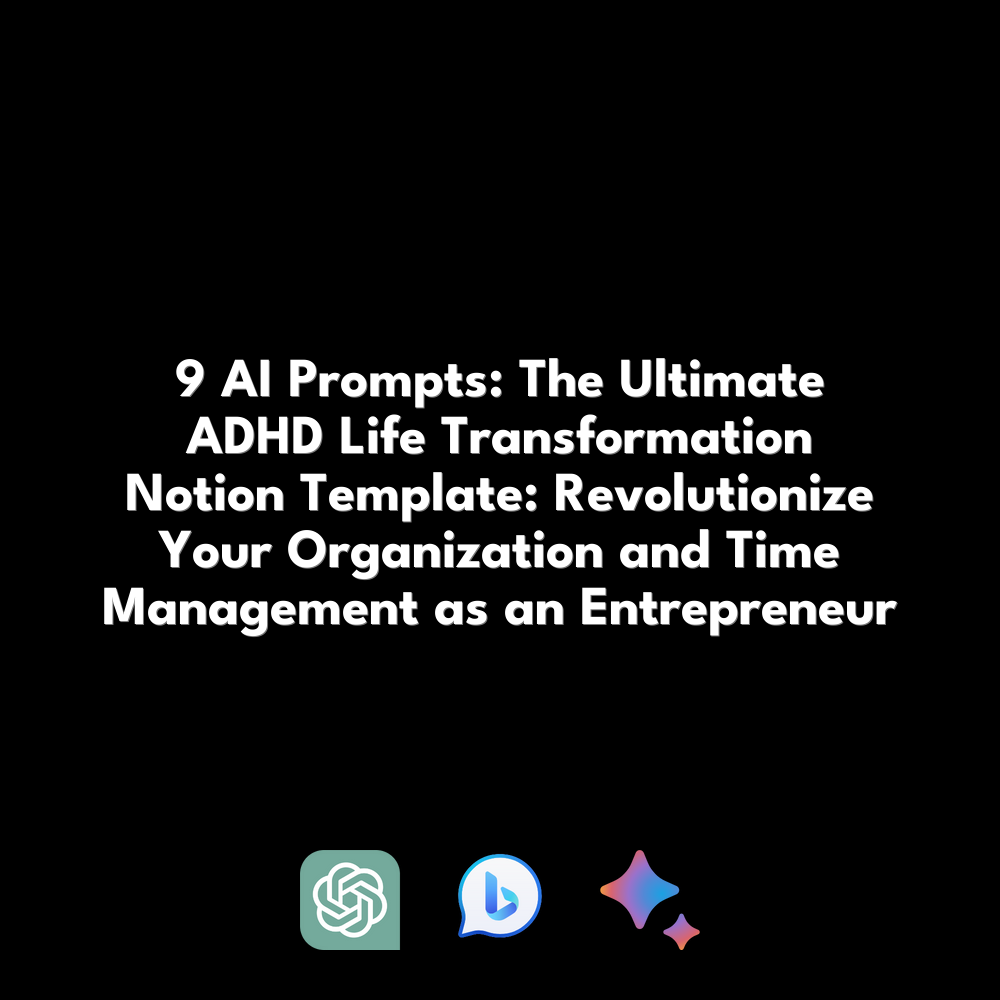 9 AI Prompts: The Ultimate
ADHD Life Transformation
Notion Template: Revolutionize
Your Organization and Time
Management as an Entrepreneur